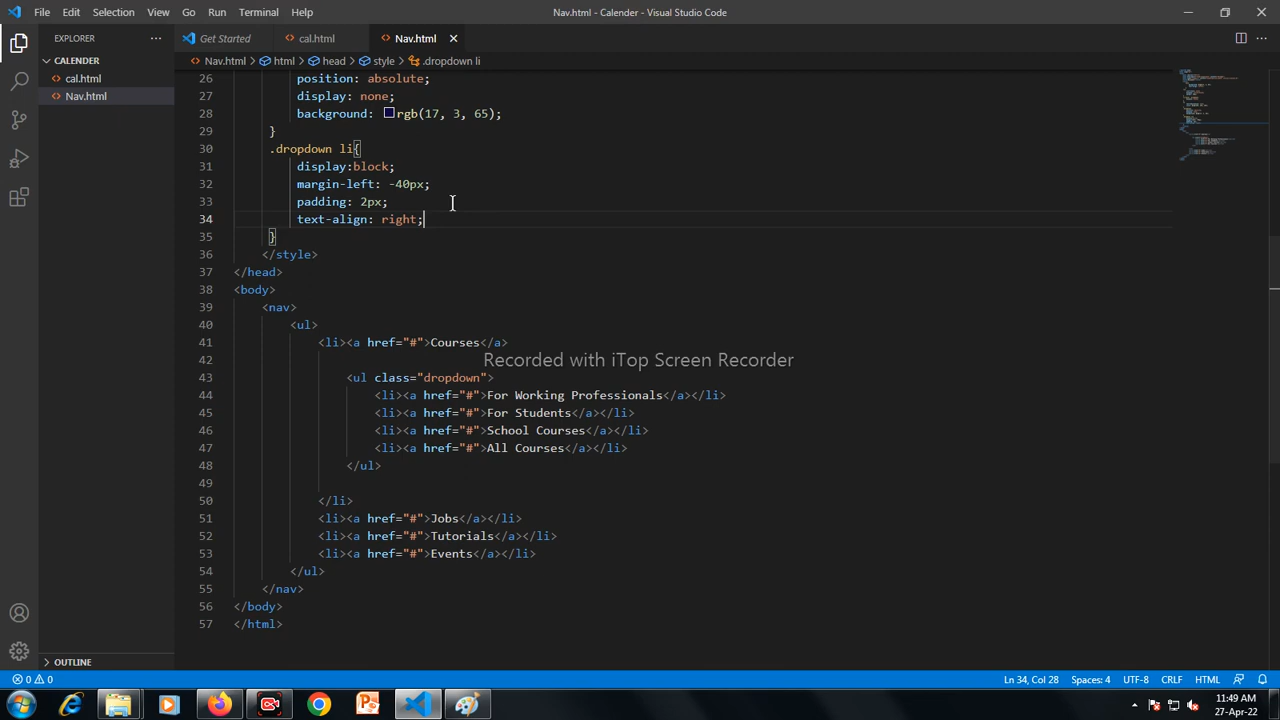 File Edit Selection View Go Run Terminal Help
Nav.html - Calender - Visual Studio Code
EXPLORER
Get Started
cal.html
Nav.html
CALENDER
cal.html
Nav.html
Nav.html > html > head > style > .dropdown li
26 position: absolute;
27 display: none;
28 background: rgb(17, 3, 65);
29 }
30 .dropdown li{
31 display:block;
32 margin-left: -40px;
33 padding: 2px;
34 text-align: right;
35 }
36 </style>
37 </head>
38 <body>
39 <nav>
40 <ul>
41 <li><a href="#">Courses</a>
42
Recorded with iTop Screen Recorder
43 <ul class="dropdown">
44 <li><a href="#">For Working Professionals</a></li>
45 <li><a href="#">For Students</a></li>
46 <li><a href="#">School Courses</a></li>
47 <li><a href="#">All Courses</a></li>
48 </ul>
49
50 </li>
51 <li><a href="#">Jobs</a></li>
52 <li><a href="#">Tutorials</a></li>
53 <li><a href="#">Events</a></li>
54 </ul>
55 </nav>
56 </body>
57 </html>
OUTLINE
0 0
Ln 34, Col 28 Spaces: 4 UTF-8 CRLF HTML
11:49 AM
27-Apr-22